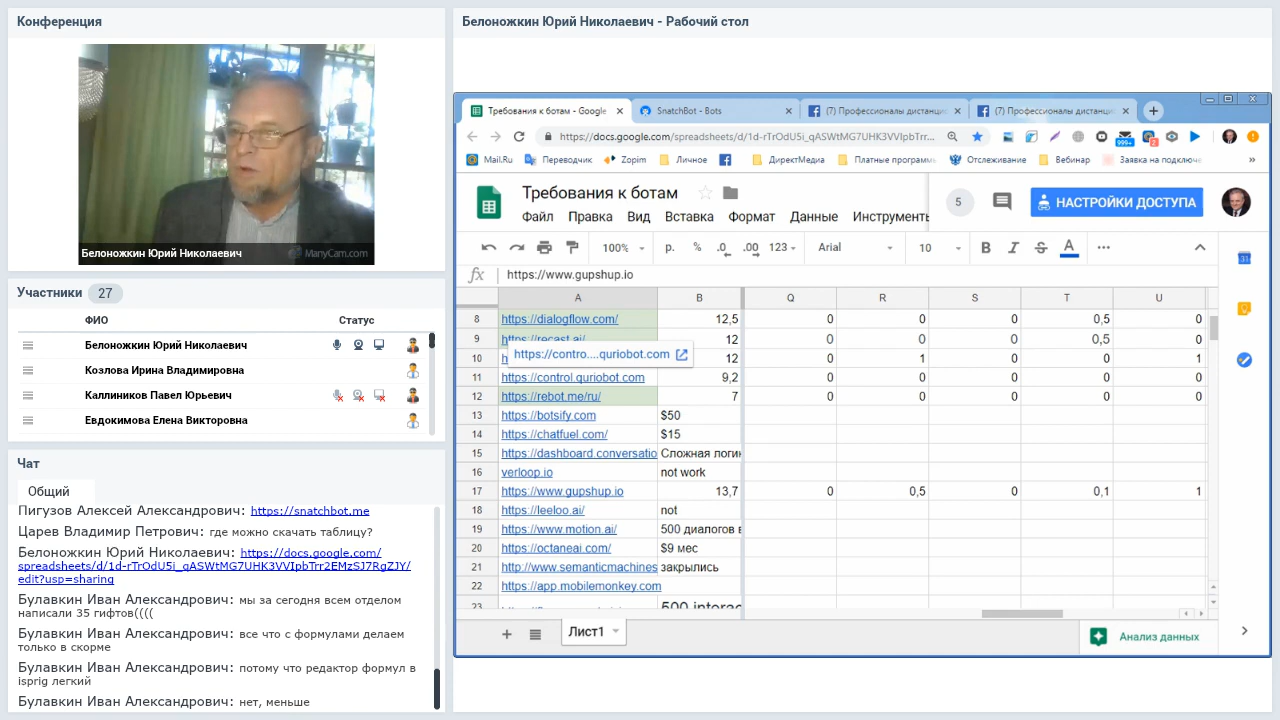 Конференция
Белоножкин Юрий Николаевич
ManyCam.com
Участники 27
ФИО Статус
Белоножкин Юрий Николаевич
Козлова Ирина Владимировна
Каллиников Павел Юрьевич
Евдокимова Елена Викторовна
Чат
Общий
Пигузов Алексей Александрович: https://snatchbot.me
Царев Владимир Петрович: где можно скачать таблицу?
Белоножкин Юрий Николаевич: https://docs.google.com/
spreadsheets/d/1d-rTrOdU5i_qASWtMG7UHK3VVIpbTrr2EMzSJ7RgZJY/
edit?usp=sharing
Булавкин Иван Александрович: мы за сегодня всем отделом
написали 35 гифтов((((
Булавкин Иван Александрович: все что с формулами делаем
только в скорме
Булавкин Иван Александрович: потому что редактор формул в
isprig легкий
Булавкин Иван Александрович: нет, меньше
Белоножкин Юрий Николаевич - Рабочий стол
Требования к ботам - Google
SnatchBot - Bots
(7) Профессионалы дистанци
(7) Профессионалы дистанци
https://docs.google.com/spreadsheets/d/1d-rTrOdU5i_qASWtMG7UHK3VVIpbTrr...
999+ 2
Mail.Ru Переводчик Zopim Личное ДиректМедиа Платные программ Отслеживание Вебинар Заявка на подключе »
Требования к ботам
5
НАСТРОЙКИ ДОСТУПА
Файл Правка Вид Вставка Формат Данные Инструменты
100% р. % .0 .00 123 Arial 10 B I S A
fx https://www.gupshup.io
31
A B Q R S T U
8 https://dialogflow.com/ 12,5 0 0 0 0,5 0
9 https://recast.ai/ 12 0 0 0 0,5 0
https://contro....quriobot.com
10 12 0 1 0 0 1
11 https://control.quriobot.com 9,2 0 0 0 0 0
12 https://rebot.me/ru/ 7 0 0 0 0 0
13 https://botsify.com $50
14 https://chatfuel.com/ $15
15 https://dashboard.conversatio Сложная логик
16 verloop.io not work
17 https://www.gupshup.io 13,7 0 0,5 0 0,1 1
18 https://leeloo.ai/ not
19 https://www.motion.ai/ 500 диалогов в
20 https://octaneai.com/ $9 мес
21 http://www.semanticmachines закрылись
22 https://app.mobilemonkey.com
23 500 interac
Лист1
Анализ данных